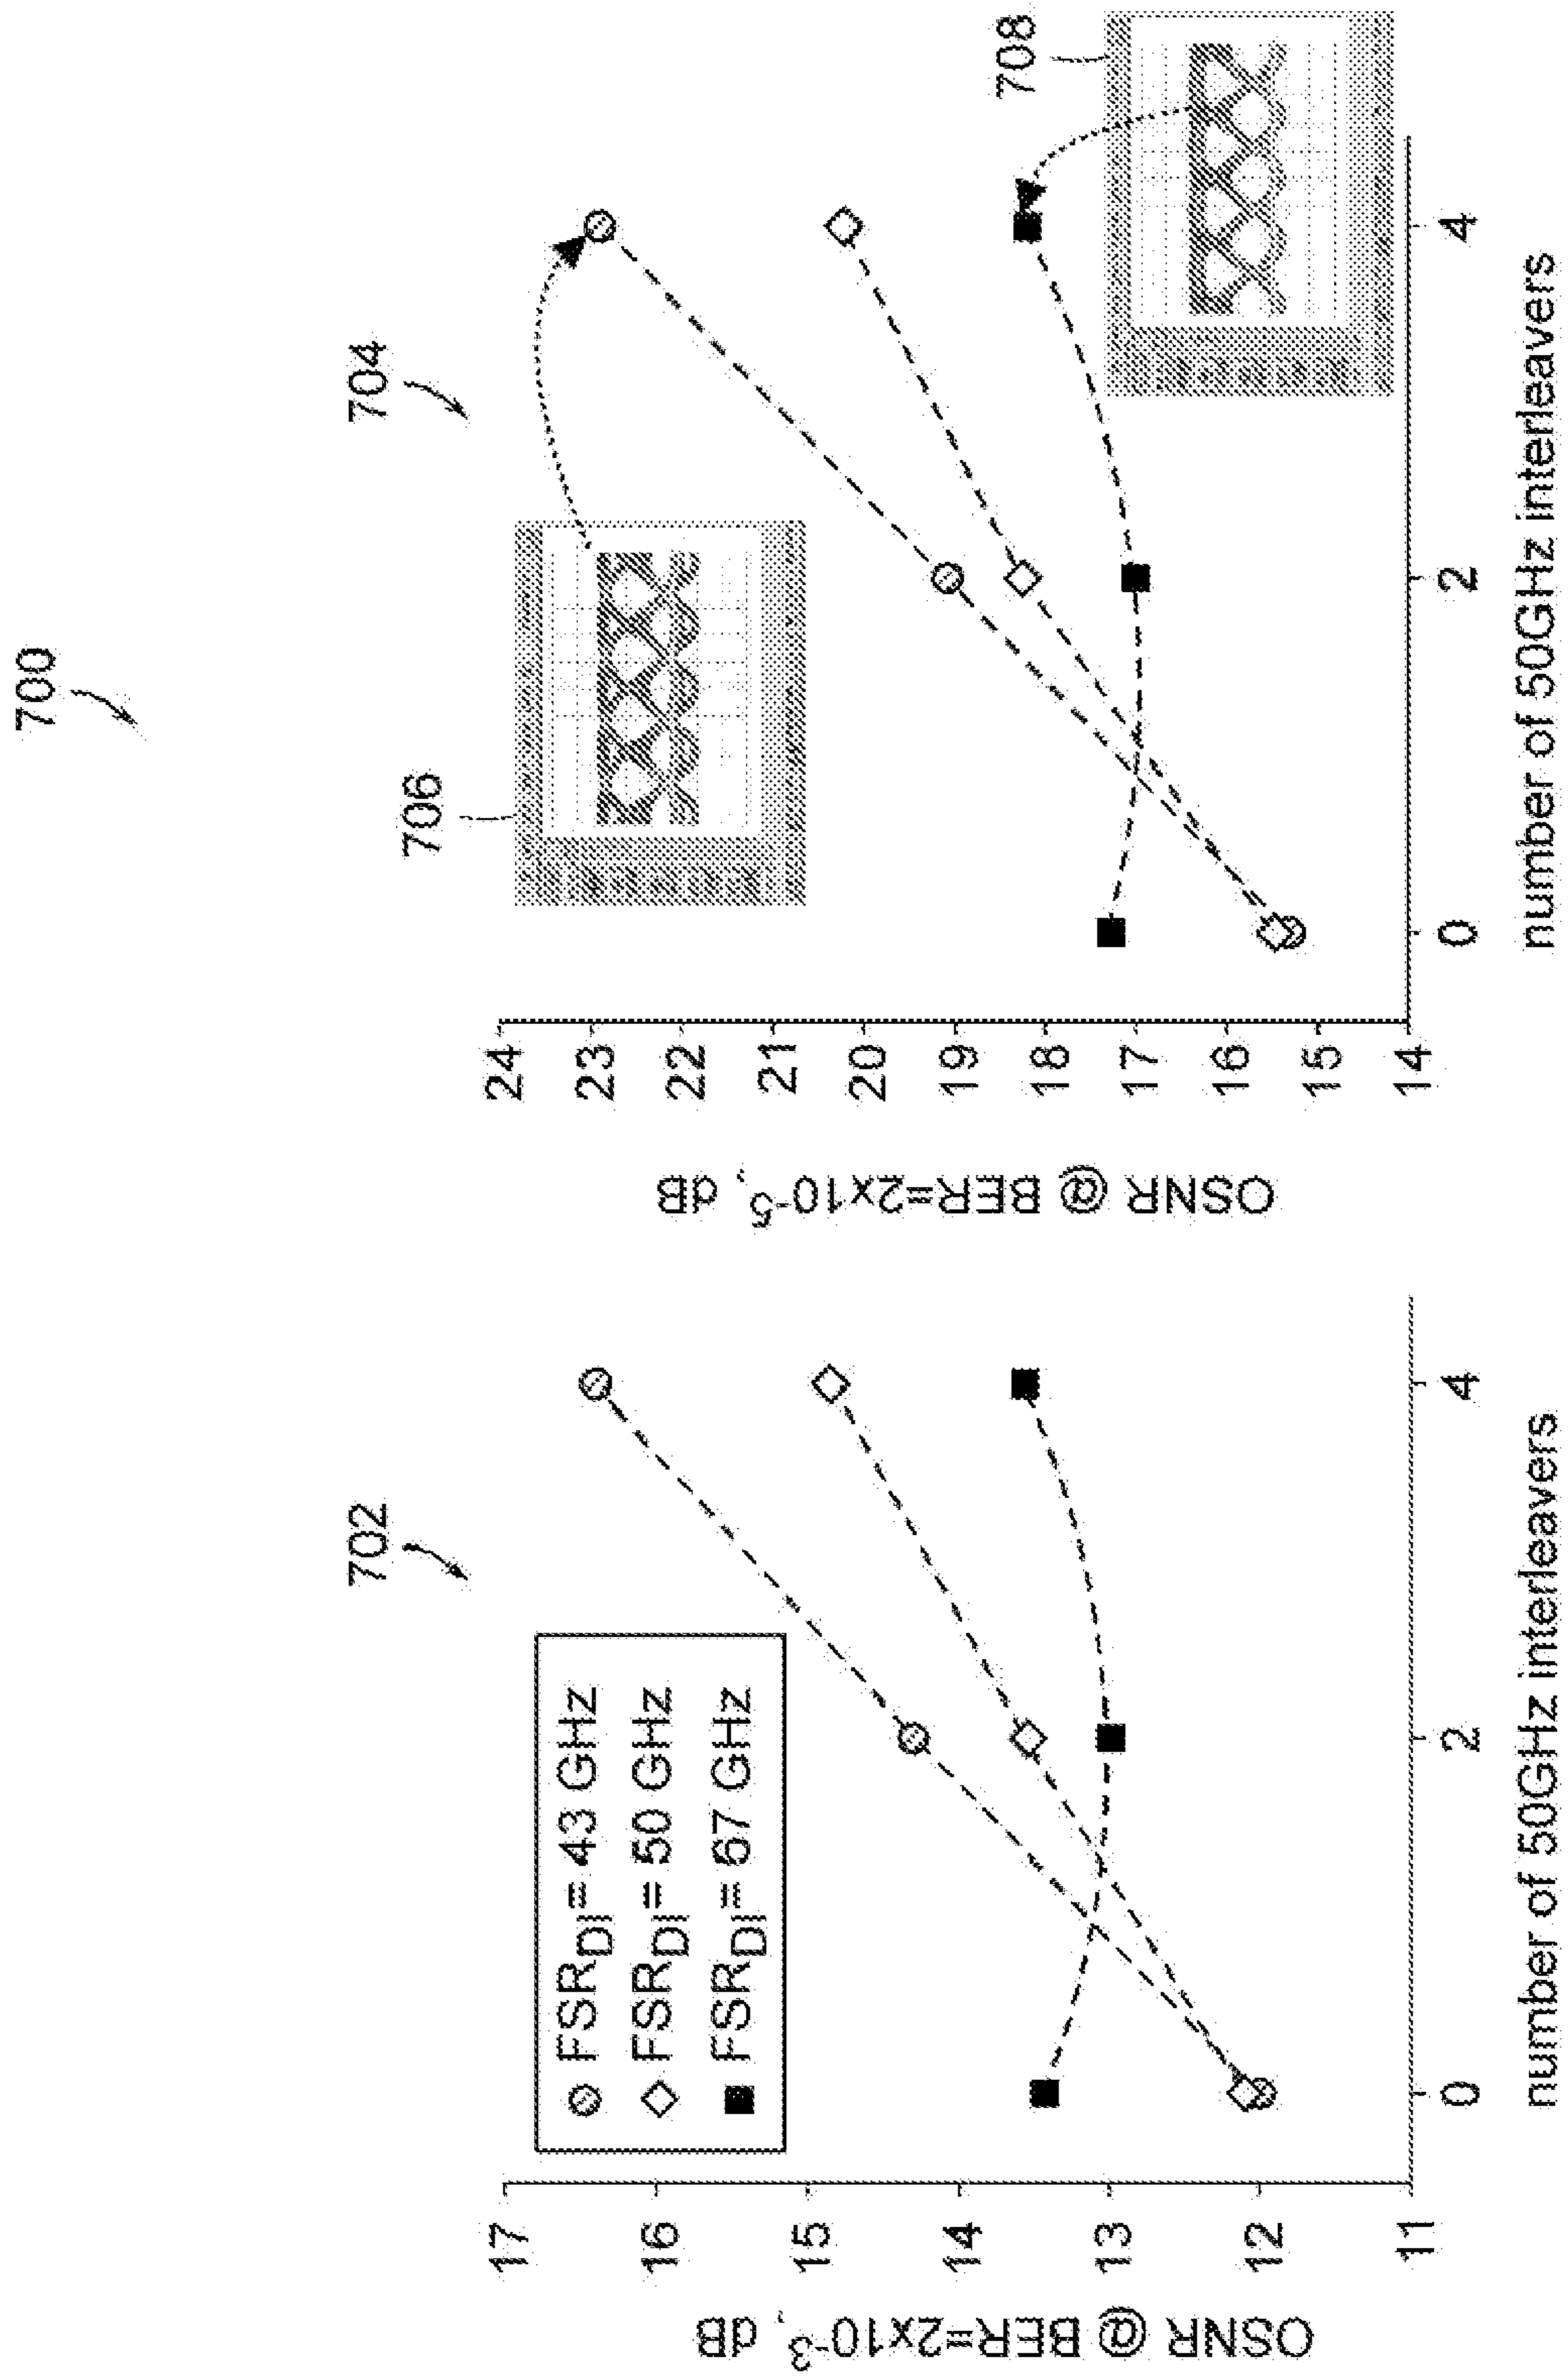 700
702
OSNR @ BER=2x10⁻³, dB
17
16
15
14
13
12
11
FSR_DI = 43 GHz
FSR_DI = 50 GHz
FSR_DI = 67 GHz
0 2 4
number of 50GHz interleavers
704
706
708
OSNR @ BER=2x10⁻⁵, dB
24
23
22
21
20
19
18
17
16
15
14
0 2 4
number of 50GHz interleavers